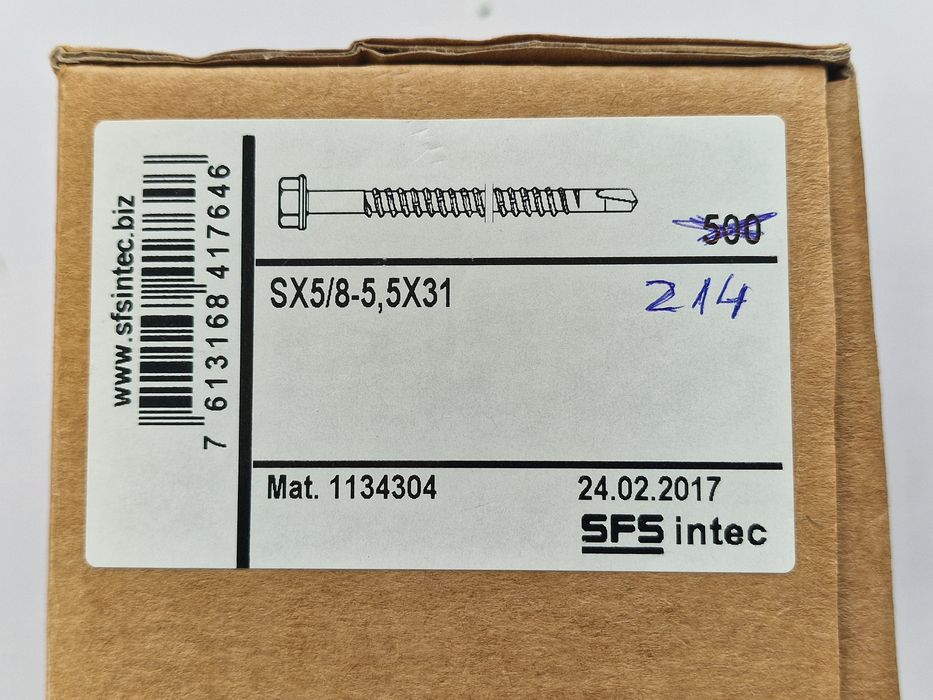 www.sfsintec.biz
7 613168 417646
500
SX5/8-5,5X31
214
Mat. 1134304
24.02.2017
SFS intec